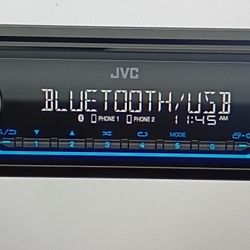 JVC
BLUETOOTH/USB
PHONE 1 PHONE 2 11:45 AM
MODE
1 2 3 4 5 6